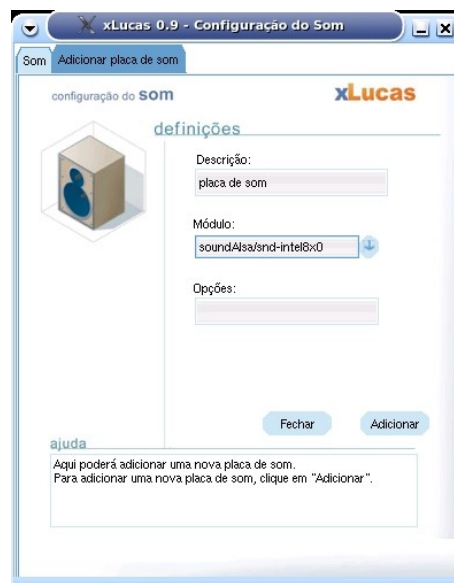 xLucas 0.9 - Configuração do Som
Som
Adicionar placa de som
configuração do som
xLucas
definições
Descrição:
placa de som
Módulo:
soundAlsa/snd-intel8x0
Opções:
Fechar
Adicionar
ajuda
Aqui poderá adicionar uma nova placa de som.
Para adicionar uma nova placa de som, clique em "Adicionar".